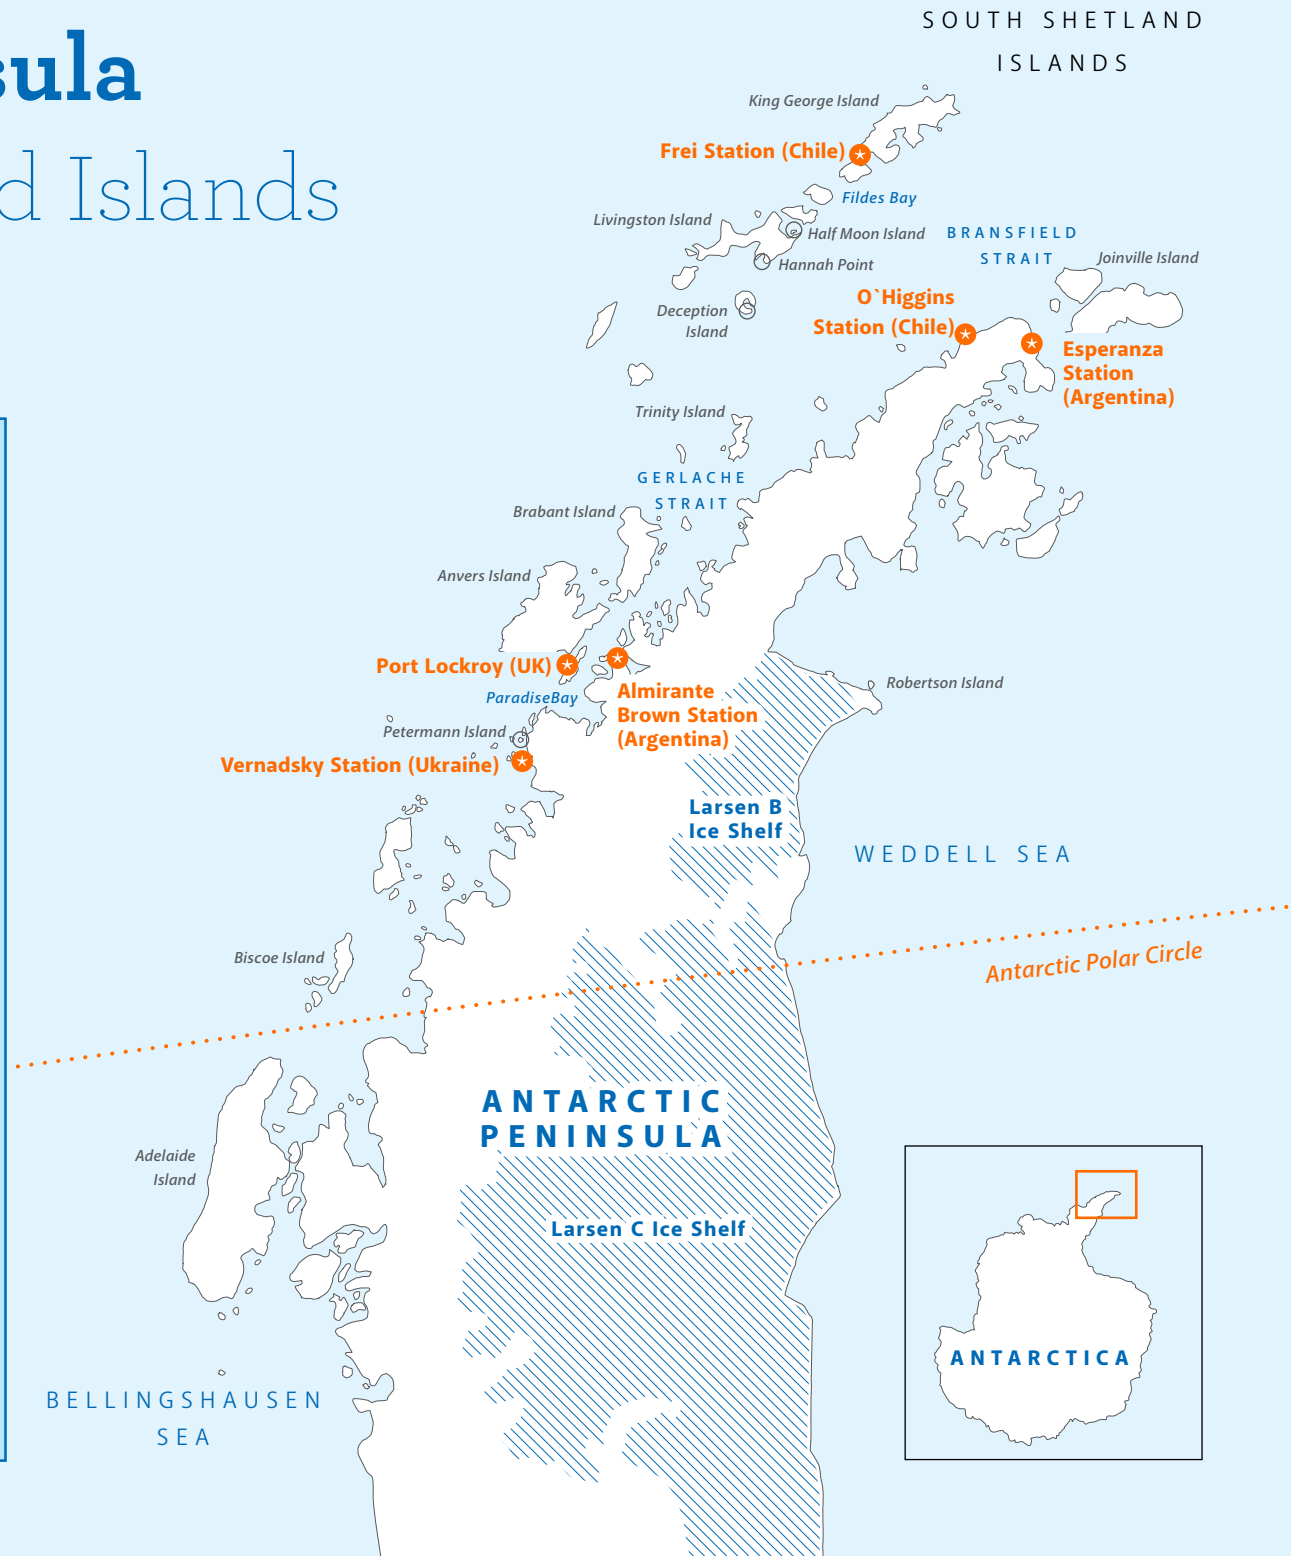 sula
d Islands
SOUTH SHETLAND
ISLANDS
King George Island
Frei Station (Chile)
Fildes Bay
Livingston Island
Half Moon Island
BRANSFIELD
STRAIT
Joinville Island
Hannah Point
Deception
Island
O`Higgins
Station (Chile)
Esperanza
Station
(Argentina)
Trinity Island
GERLACHE
STRAIT
Brabant Island
Anvers Island
Port Lockroy (UK)
ParadiseBay
Almirante
Brown Station
(Argentina)
Robertson Island
Petermann Island
Vernadsky Station (Ukraine)
Larsen B
Ice Shelf
WEDDELL SEA
Biscoe Island
Antarctic Polar Circle
ANTARCTIC
PENINSULA
Adelaide
Island
Larsen C Ice Shelf
ANTARCTICA
BELLINGSHAUSEN
SEA